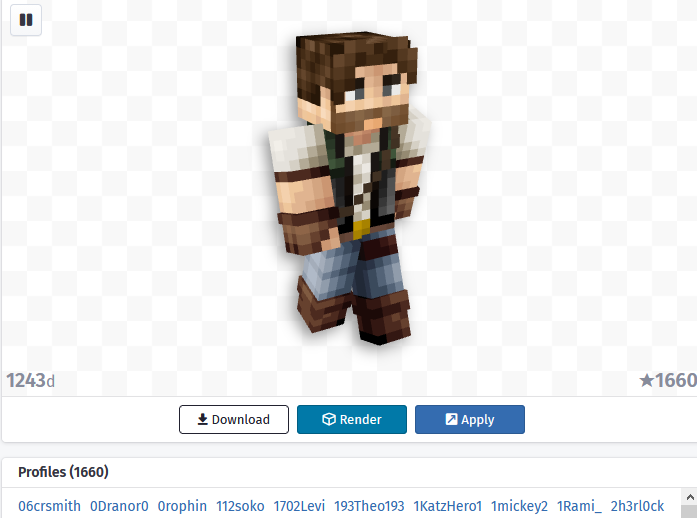 1243d ★1660
Download Render Apply
Profiles (1660)
06crsmith 0Dranor0 0rophin 112soko 1702Levi 193Theo193 1KatzHero1 1mickey2 1Rami_ 2h3rl0ck